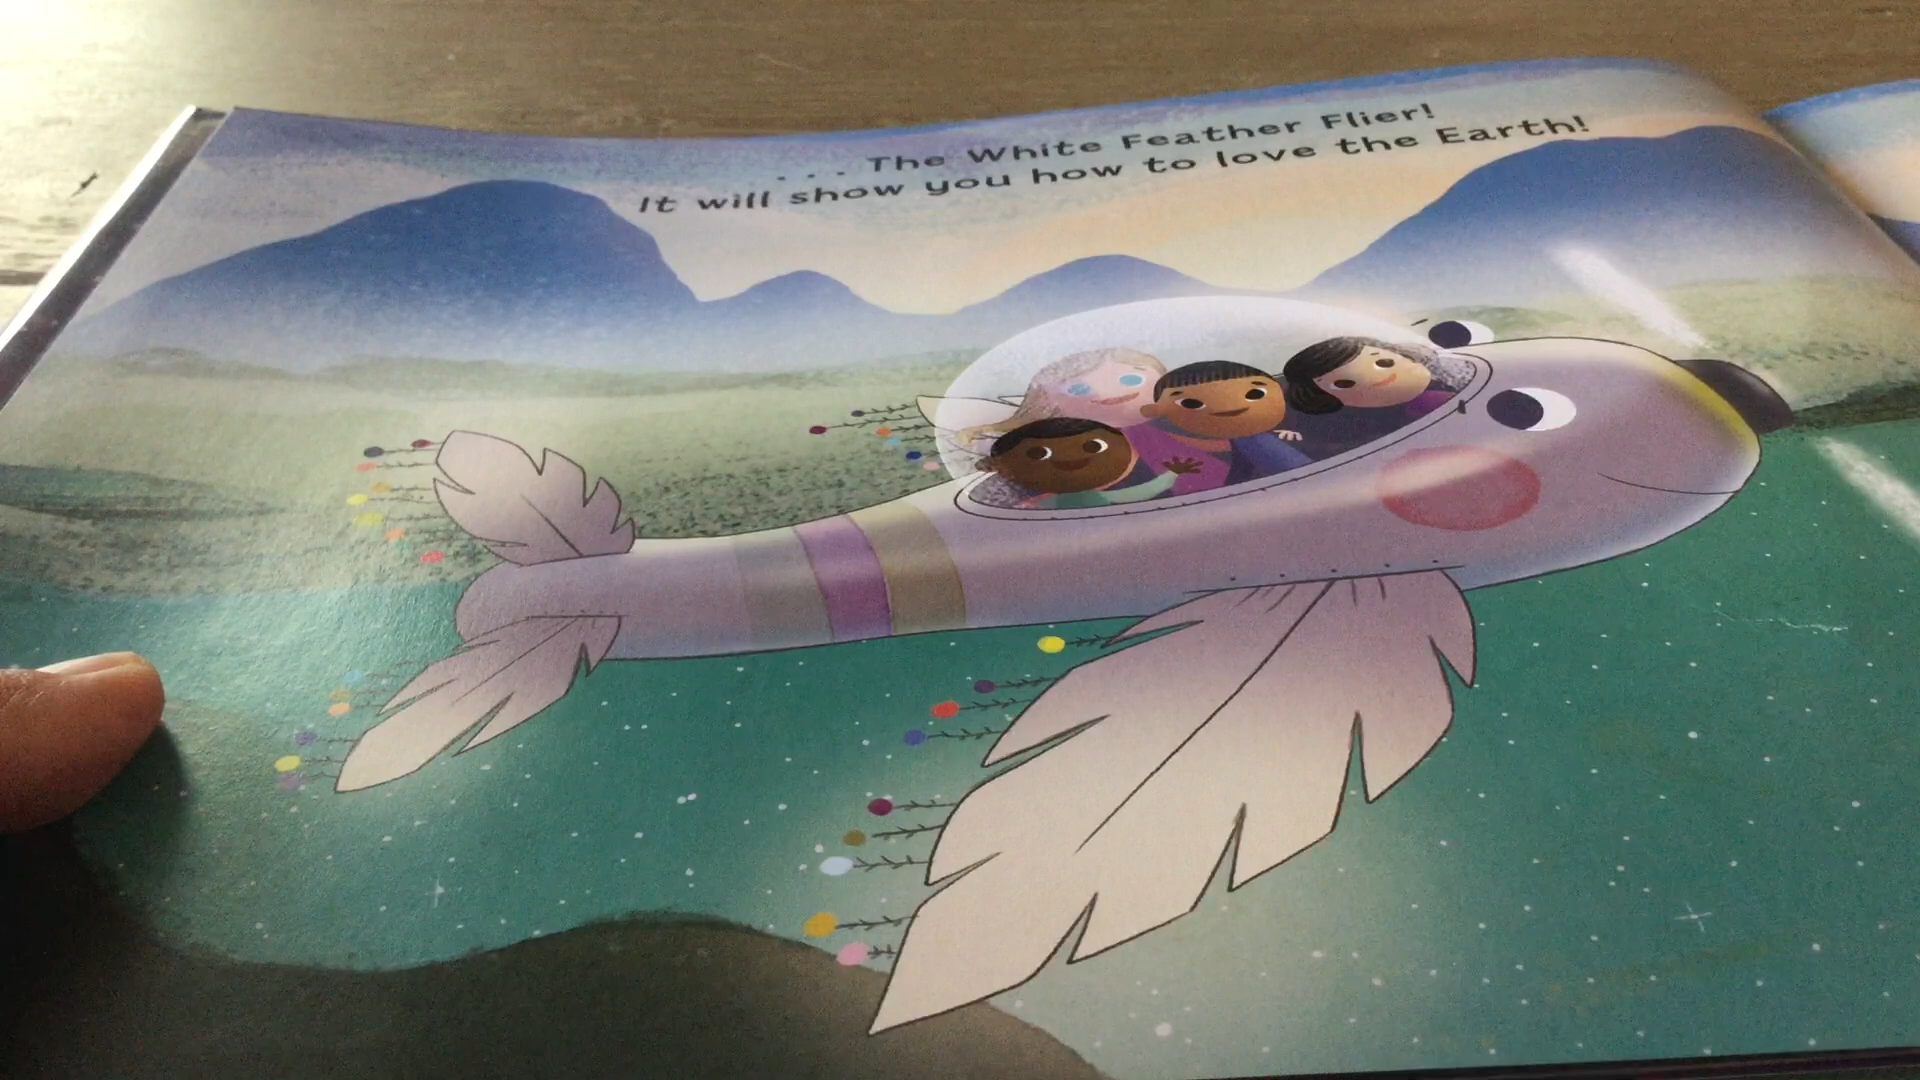 . . . The White Feather Flier!
It will show you how to love the Earth!